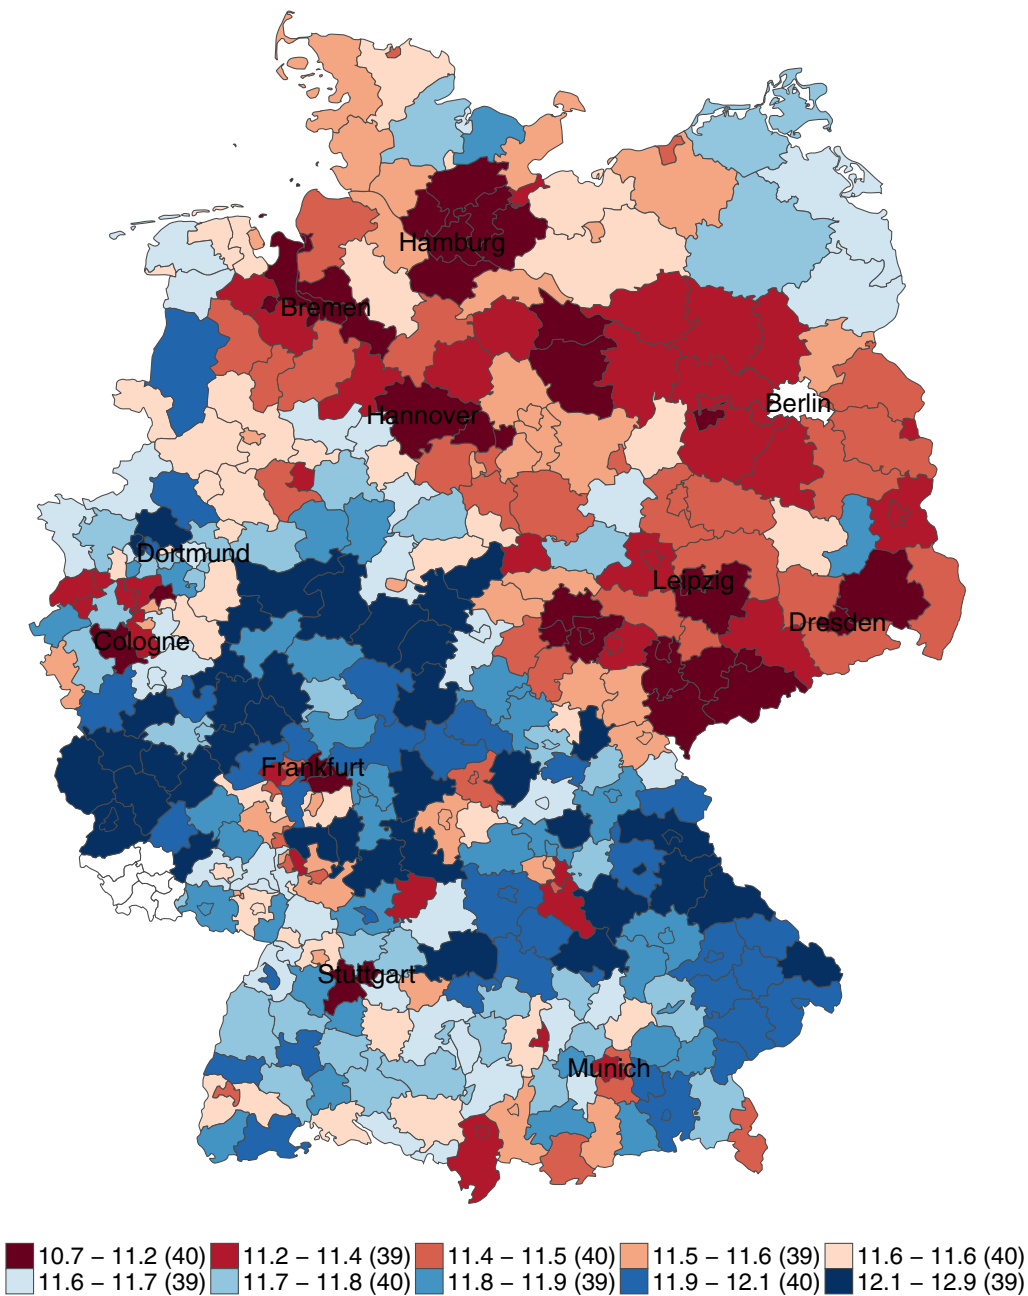 Hamburg
Bremen
Berlin
Hannover
Dortmund
Leipzig
Dresden
Cologne
Frankfurt
Stuttgart
Munich
10.7 – 11.2 (40) 11.2 – 11.4 (39) 11.4 – 11.5 (40) 11.5 – 11.6 (39) 11.6 – 11.6 (40)
11.6 – 11.7 (39) 11.7 – 11.8 (40) 11.8 – 11.9 (39) 11.9 – 12.1 (40) 12.1 – 12.9 (39)